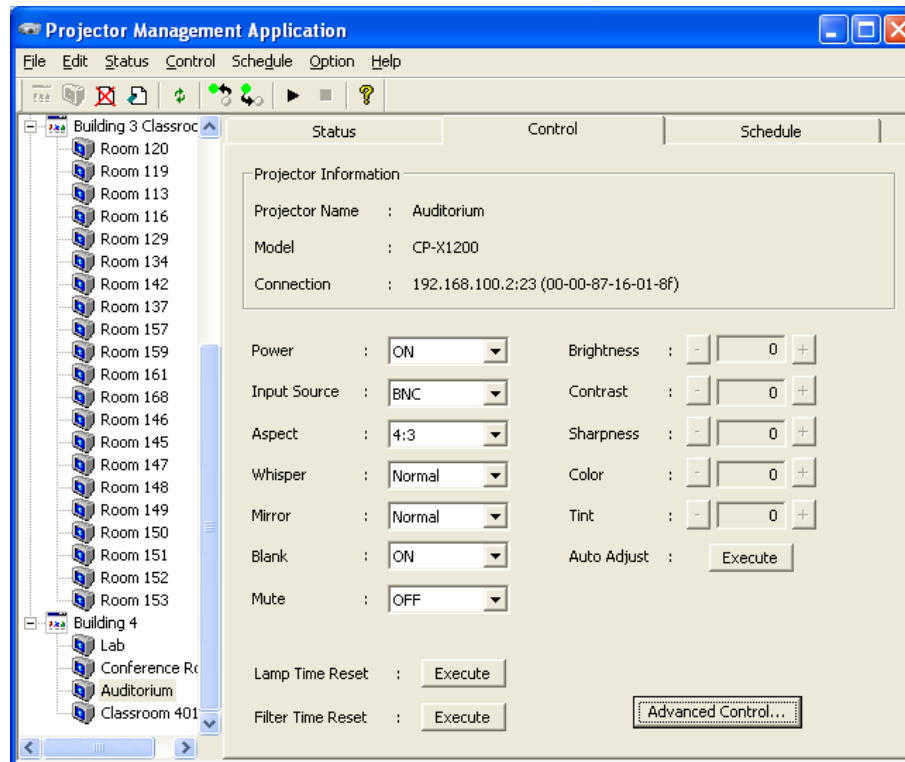 Projector Management Application
File Edit Status Control Schedule Option Help
Building 3 Classroc
Room 120
Room 119
Room 113
Room 116
Room 129
Room 134
Room 142
Room 137
Room 157
Room 159
Room 161
Room 168
Room 146
Room 145
Room 147
Room 148
Room 149
Room 150
Room 151
Room 152
Room 153
Building 4
Lab
Conference Ro
Auditorium
Classroom 401
Status Control Schedule
Projector Information
Projector Name : Auditorium
Model : CP-X1200
Connection : 192.168.100.2:23 (00-00-87-16-01-8f)
Power : ON
Input Source : BNC
Aspect : 4:3
Whisper : Normal
Mirror : Normal
Blank : ON
Mute : OFF
Brightness : - 0 +
Contrast : - 0 +
Sharpness : - 0 +
Color : - 0 +
Tint : - 0 +
Auto Adjust : Execute
Lamp Time Reset : Execute
Filter Time Reset : Execute
Advanced Control...